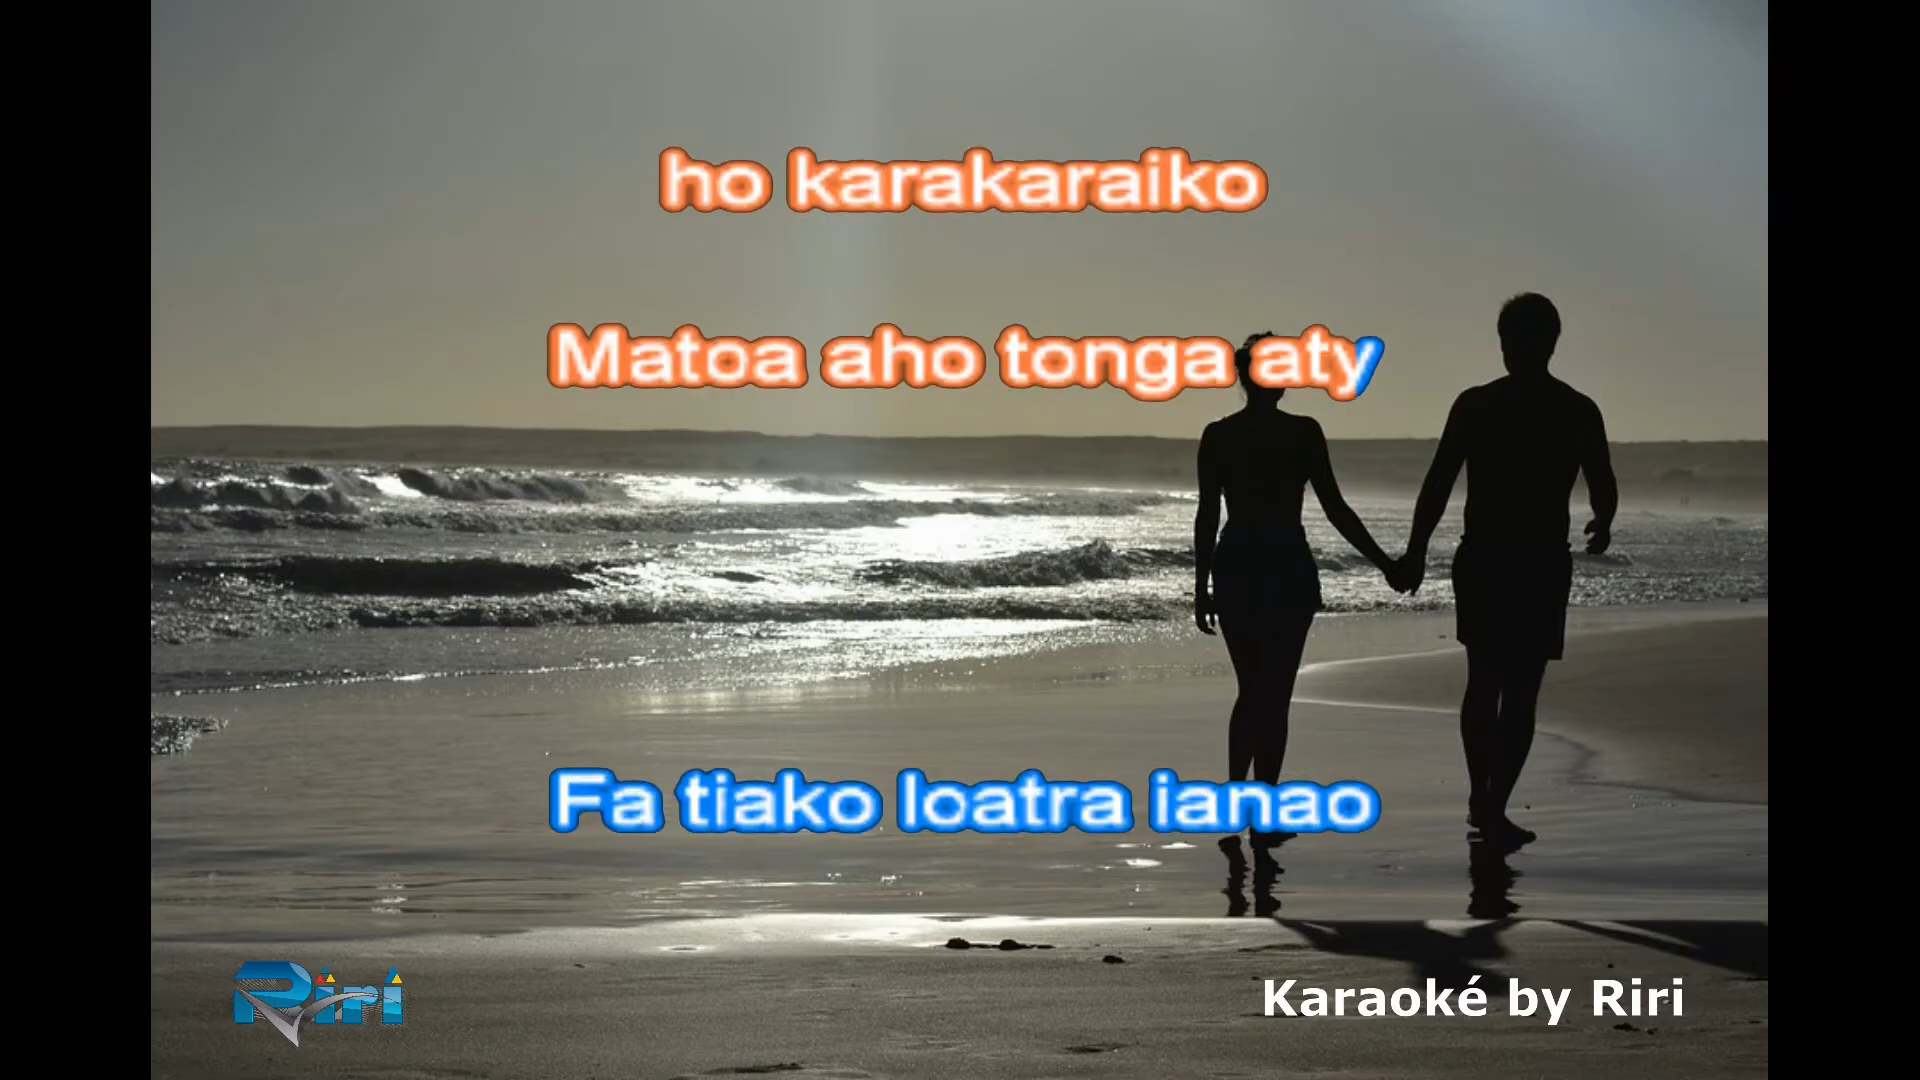 ho karakaraiko
Matoa aho tonga aty
Fa tiako loatra ianao
Riri
Karaoké by Riri